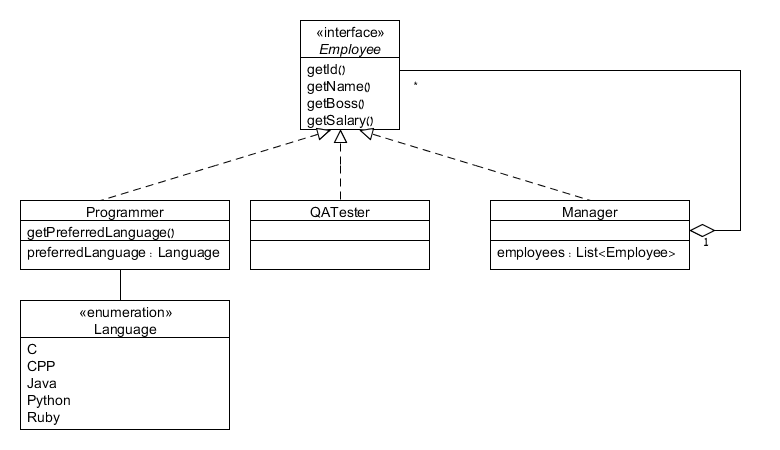 «interface»
Employee
getId()
getName()
getBoss()
getSalary()
*
Programmer
getPreferredLanguage()
preferredLanguage : Language
QATester
Manager
employees : List<Employee>
1
«enumeration»
Language
C
CPP
Java
Python
Ruby